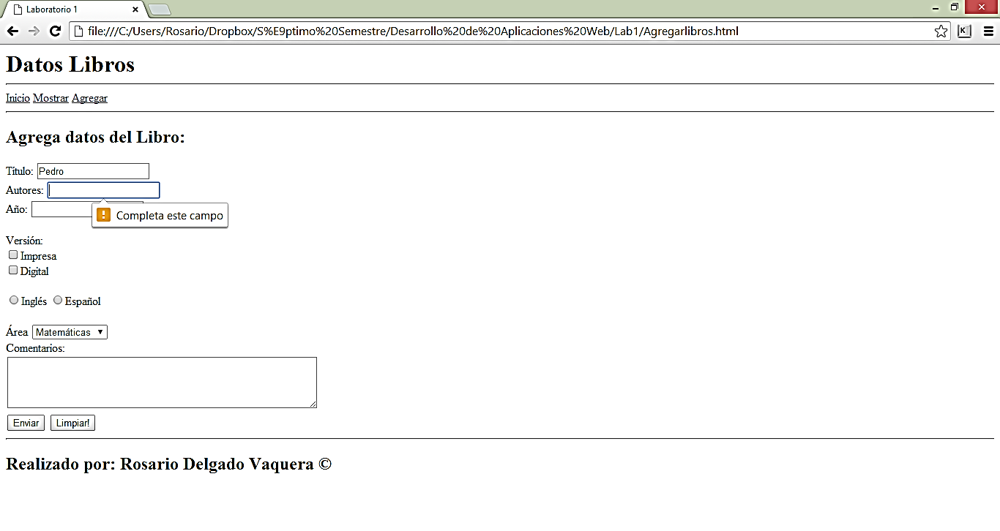 Laboratorio 1
file:///C:/Users/Rosario/Dropbox/S%E9ptimo%20Semestre/Desarrollo%20de%20Aplicaciones%20Web/Lab1/Agregarlibros.html
Datos Libros
Inicio Mostrar Agregar
Agrega datos del Libro:
Título: Pedro
Autores:
Año:
Completa este campo
Versión:
Impresa
Digital
Inglés Español
Área Matemáticas
Comentarios:
Enviar Limpiar!
Realizado por: Rosario Delgado Vaquera ©